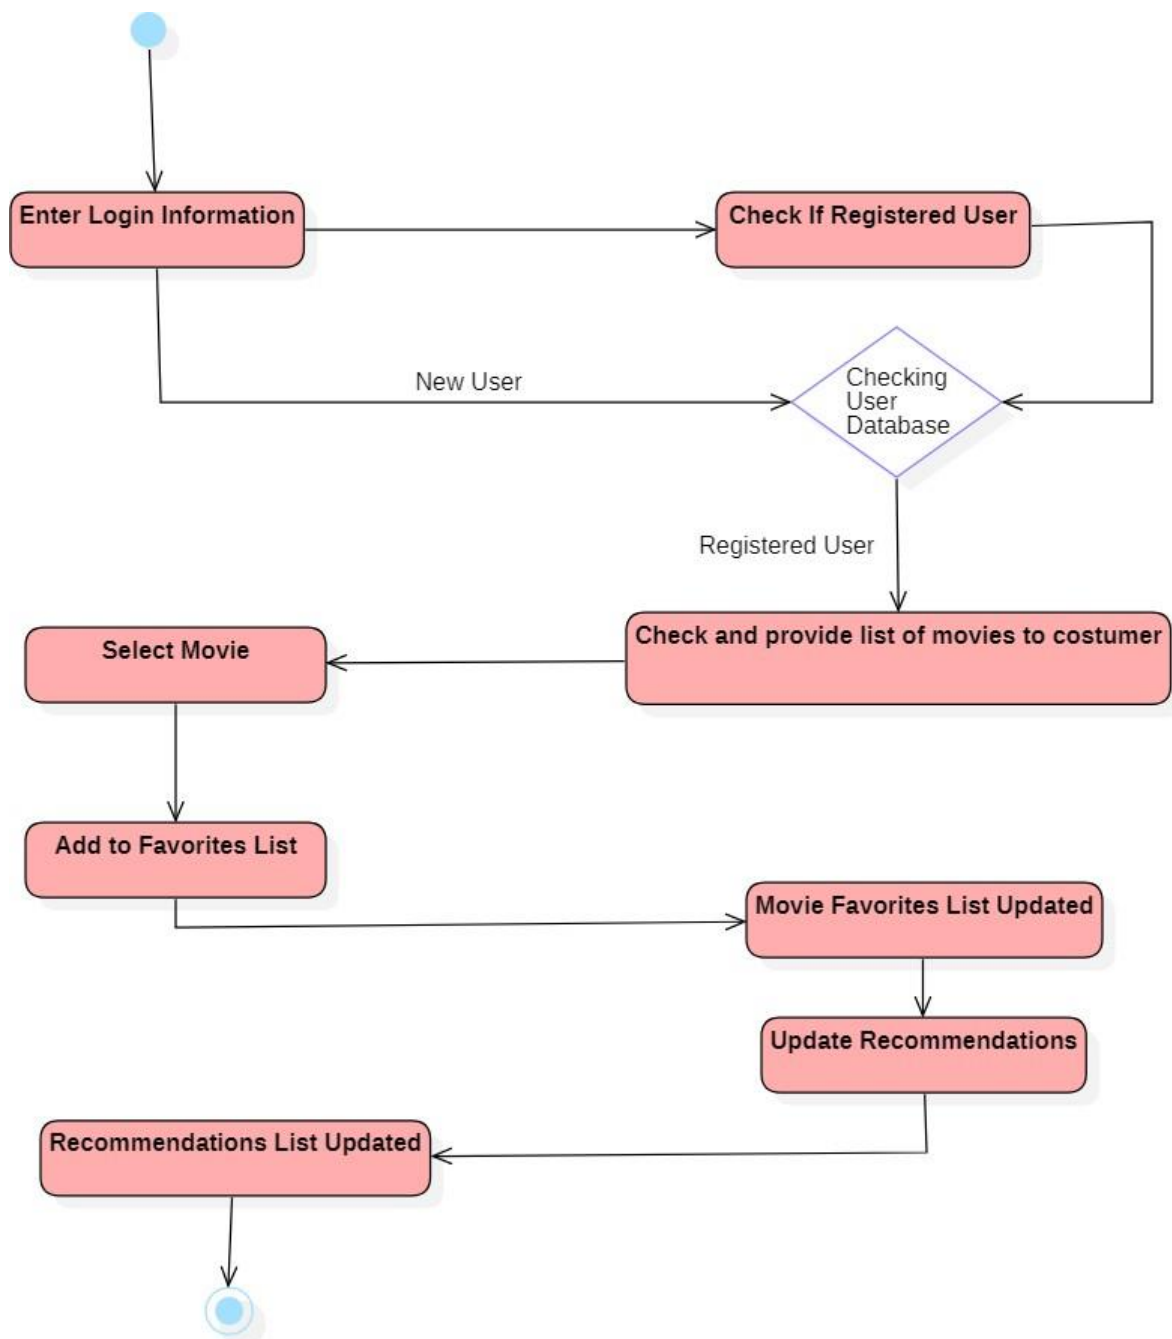 Enter Login Information
Check If Registered User
New User
Checking
User
Database
Registered User
Check and provide list of movies to costumer
Select Movie
Add to Favorites List
Movie Favorites List Updated
Update Recommendations
Recommendations List Updated